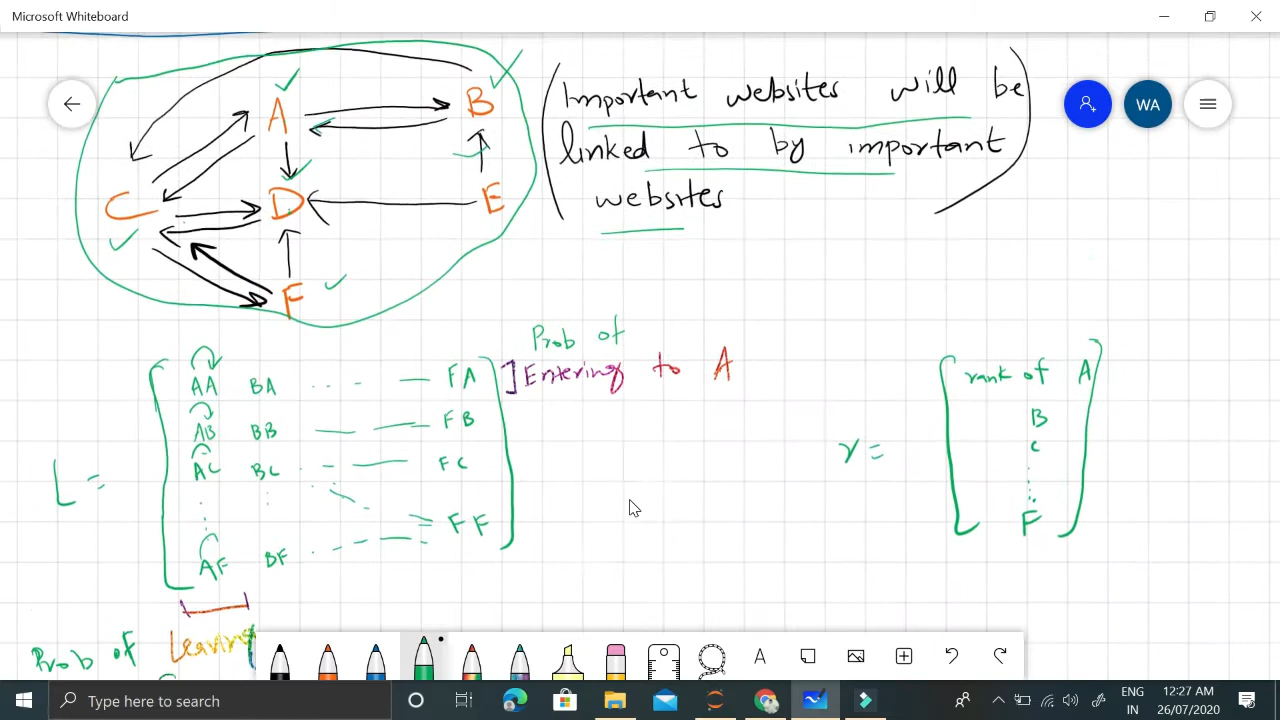 Microsoft Whiteboard
A
B
C
D
E
F
Important websites will be
linked to by important
websites
WA
Prob of
Entering to A
L =
AA BA FA
AB BB FB
AC BC FC
FF
AF BF
r =
rank of A
B
C
F
Prob of Leaving
A
Type here to search
ENG
IN
12:27 AM
26/07/2020